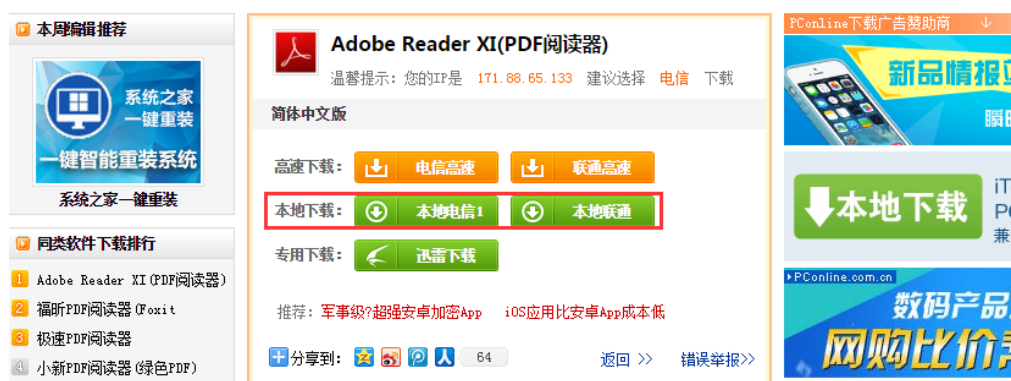 本周编辑推荐
系统之家
一键重装
一键智能重装系统
系统之家一键重装
同类软件下载排行
1 Adobe Reader XI(PDF阅读器)
2 福昕PDF阅读器(Foxit
3 极速PDF阅读器
4 小新PDF阅读器(绿色PDF)
Adobe Reader XI(PDF阅读器)
温馨提示：您的IP是 171.88.65.133 建议选择 电信 下载
简体中文版
高速下载： 电信高速 联通高速
本地下载： 本地电信1 本地联通
专用下载： 迅雷下载
推荐：军事级?超强安卓加密App iOS应用比安卓App成本低
分享到： 64 返回 >> 错误举报>>
PConline下载广告赞助商 ↓
新品情报
瞬
本地下载
iT
PC
兼
PConline.com.cn
数码产品
网购比价